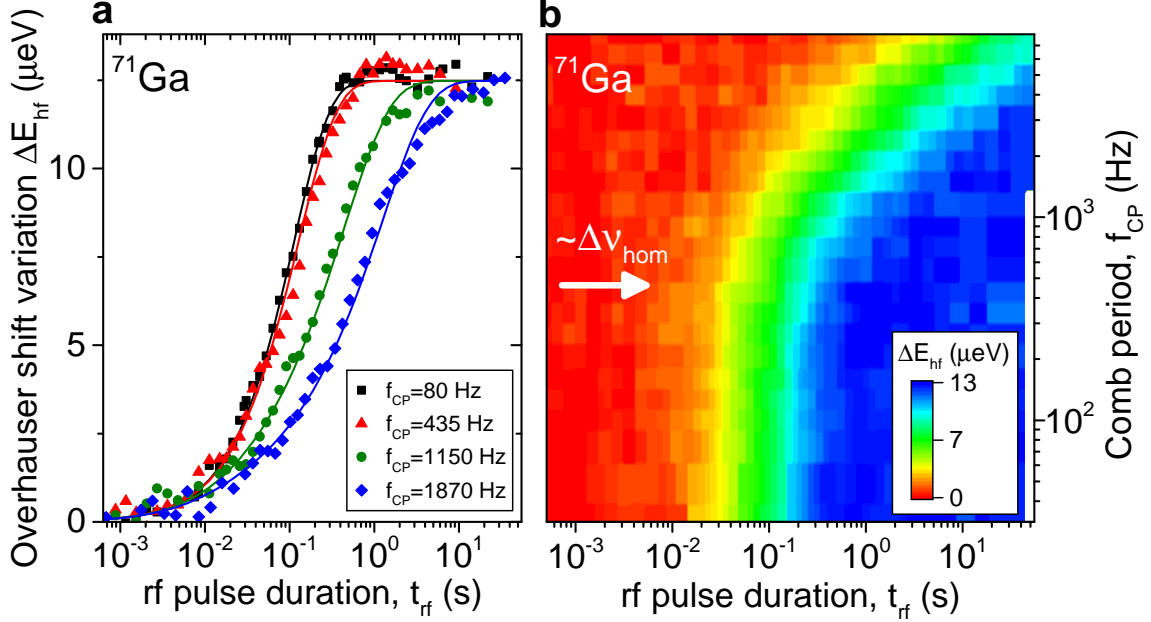 a
Overhauser shift variation ΔE_hf (μeV)
10
5
0
⁷¹Ga
f_CP=80 Hz
f_CP=435 Hz
f_CP=1150 Hz
f_CP=1870 Hz
10⁻³ 10⁻² 10⁻¹ 10⁰ 10¹
rf pulse duration, t_rf (s)
b
⁷¹Ga
~Δν_hom
ΔE_hf (μeV)
13
7
0
10³
10²
Comb period, f_CP (Hz)
10⁻³ 10⁻² 10⁻¹ 10⁰ 10¹
rf pulse duration, t_rf (s)